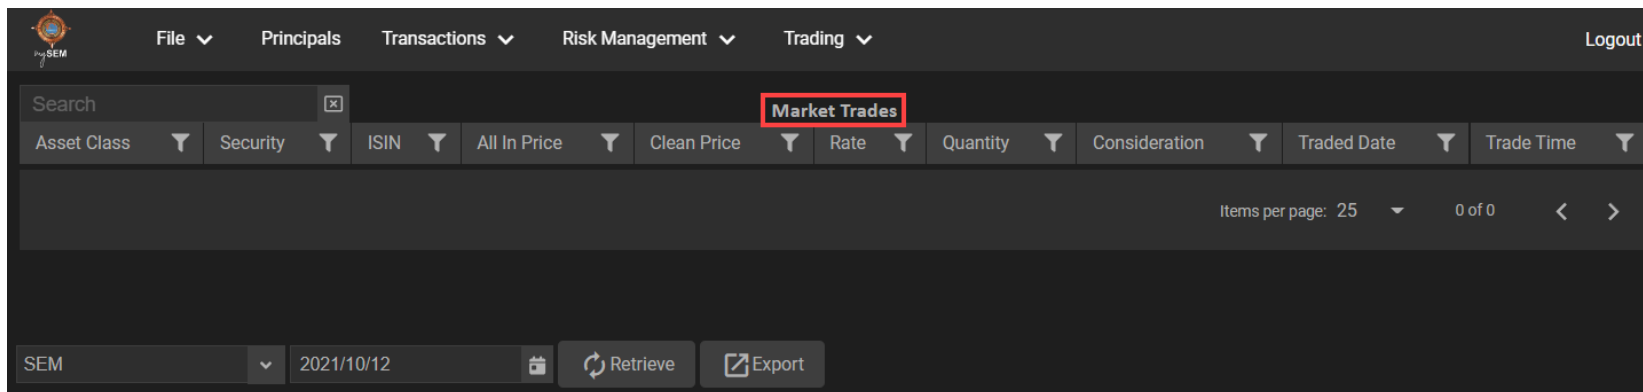 File Principals Transactions Risk Management Trading Logout
mySEM
Search
Market Trades
Asset Class Security ISIN All In Price Clean Price Rate Quantity Consideration Traded Date Trade Time
Items per page: 25 0 of 0
SEM 2021/10/12 Retrieve Export